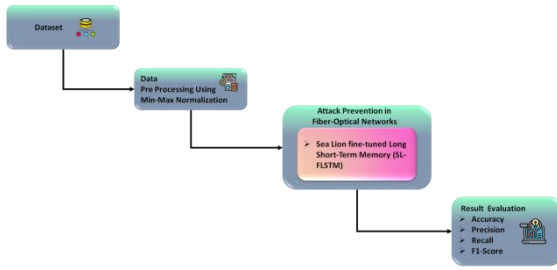 Dataset
Data
Pre Processing Using
Min-Max Normalization
Attack Prevention in
Fiber-Optical Networks
➢ Sea Lion fine-tuned Long
Short-Term Memory (SL-
FLSTM)
Result Evaluation
➢ Accuracy
➢ Precision
➢ Recall
➢ F1-Score